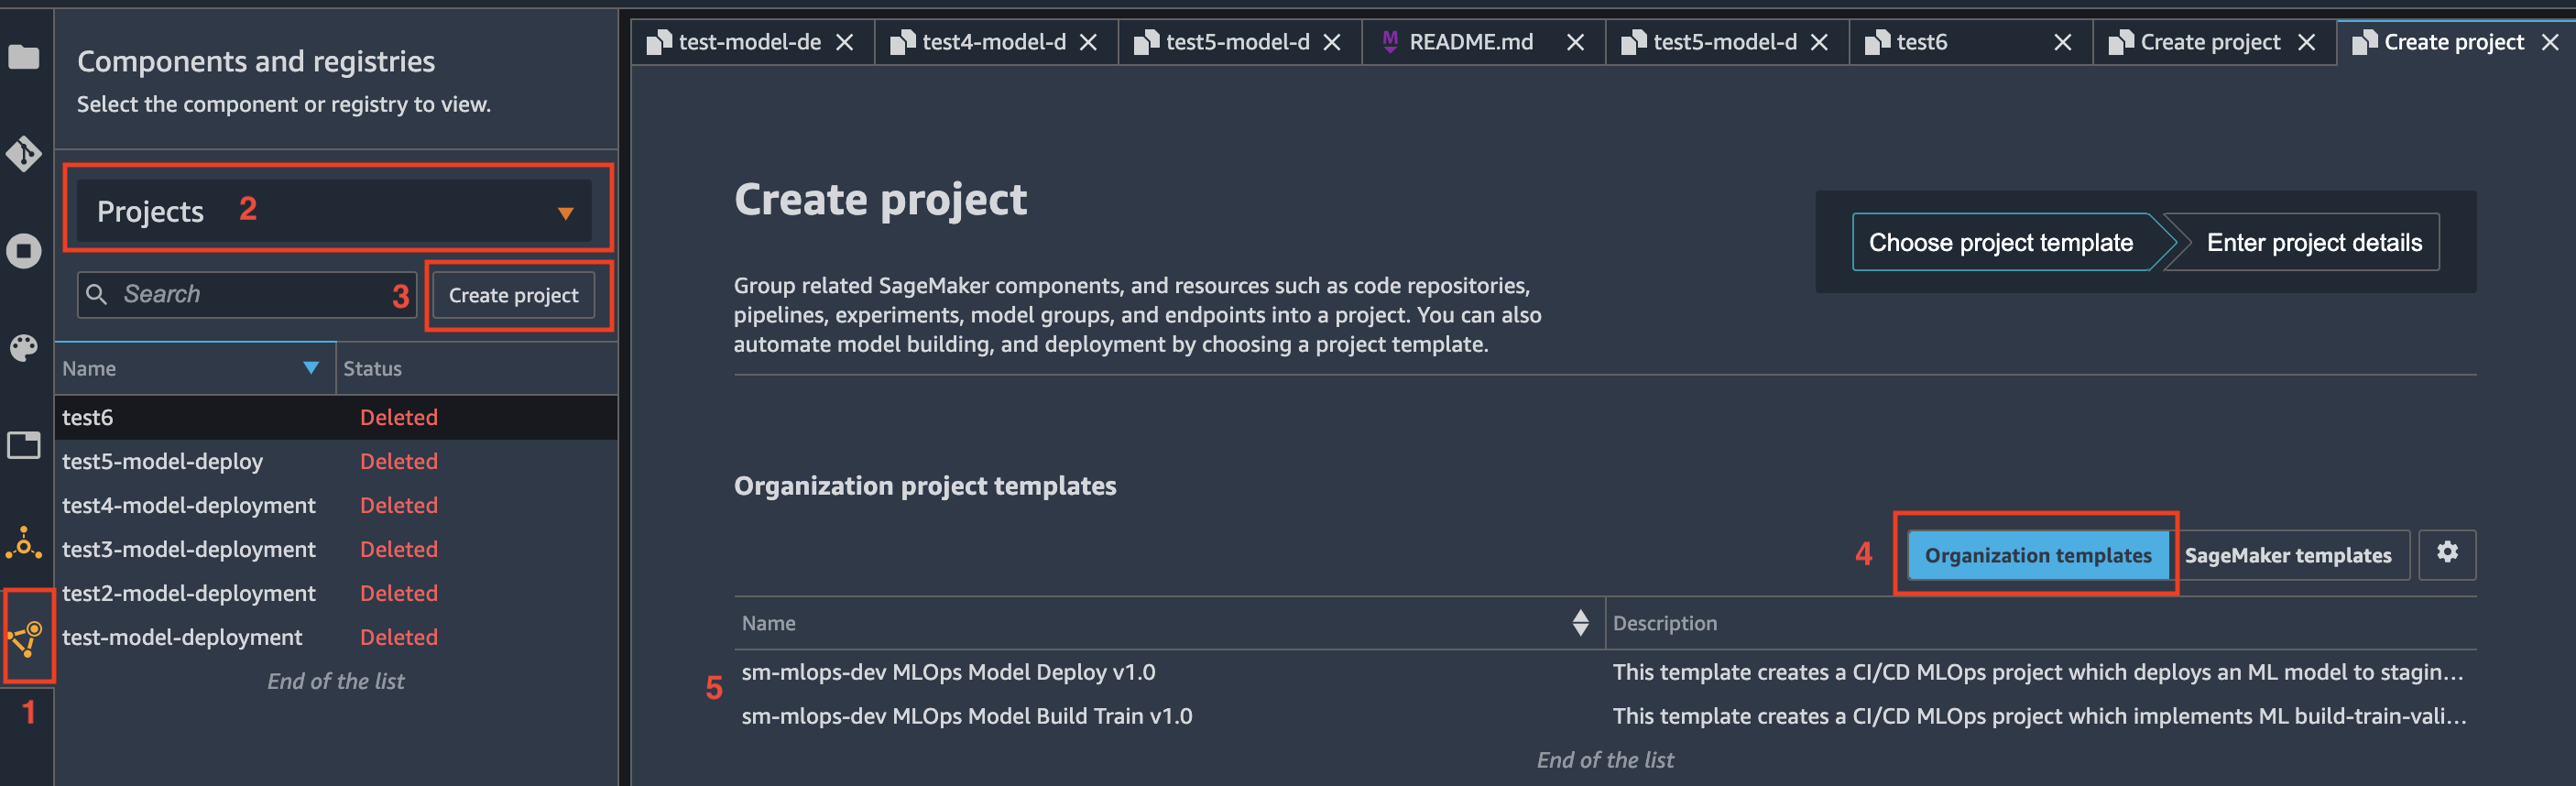 Components and registries
Select the component or registry to view.
Projects 2
Search 3 Create project
Name Status
test6 Deleted
test5-model-deploy Deleted
test4-model-deployment Deleted
test3-model-deployment Deleted
test2-model-deployment Deleted
test-model-deployment Deleted
End of the list
1
test-model-de test4-model-d test5-model-d README.md test5-model-d test6 Create project Create project
Create project
Choose project template Enter project details
Group related SageMaker components, and resources such as code repositories,
pipelines, experiments, model groups, and endpoints into a project. You can also
automate model building, and deployment by choosing a project template.
Organization project templates
4 Organization templates SageMaker templates
Name Description
5
sm-mlops-dev MLOps Model Deploy v1.0 This template creates a CI/CD MLOps project which deploys an ML model to stagin...
sm-mlops-dev MLOps Model Build Train v1.0 This template creates a CI/CD MLOps project which implements ML build-train-vali...
End of the list